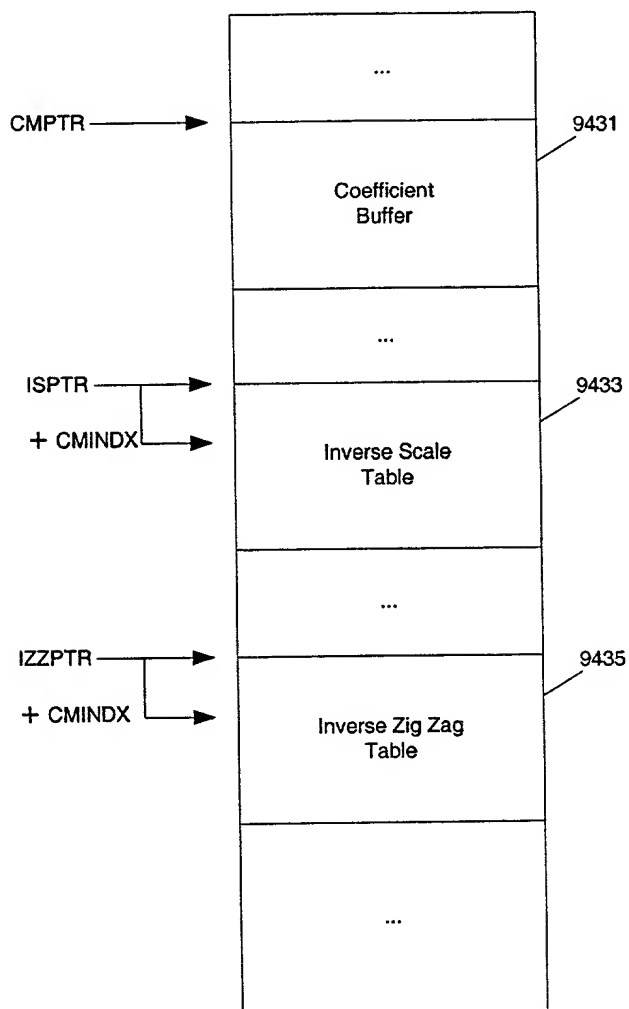 ...
CMPTR
9431
Coefficient
Buffer
...
ISPTR
9433
+ CMINDX
Inverse Scale
Table
...
IZZPTR
9435
+ CMINDX
Inverse Zig Zag
Table
...